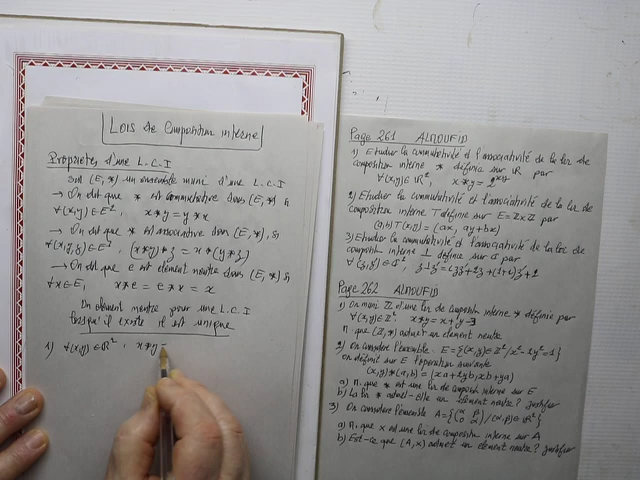 Lois de Composition interne
Propriétés d'une L.C.I
Soit (E,*) un ensemble muni d'une L.C.I
→ On dit que * est commutative dans (E,*) si
∀(x,y)∈E², x*y = y*x
→ On dit que * est associative dans (E,*), si
∀(x,y,z)∈E³ (x*y)*z = x*(y*z)
→ On dit que e est élément neutre dans (E,*) si
∀x∈E, x*e = e*x = x
Un élément neutre pour une L.C.I
lorsqu'il existe il est unique
1) ∀(x,y)∈ℝ², x*y =
Page 261 ALMOUFID
1) Etudier la commutativité et l'associativité de la loi de
composition interne * définie sur ℝ par
∀(x,y)∈ℝ², x*y = 2^xy
2) Etudier la commutativité et l'associativité de la loi de
composition interne T définie sur E=ℤ×ℤ par
(a,b)T(x,y) = (ax, ay+bx)
3) Etudier la commutativité et l'associativité de la loi de
composition interne ⊥ définie sur ℂ par
Page 262 ALMOUFID
1) On muni ℤ d'une loi de composit interne * définie par
∀(x,y)∈ℤ², x*y = x+y-3
M. que (ℤ,*) admet un élément neutre
2) On considère l'ensemble E={(x,y)∈ℤ²/x²-2y²=1}
On définit sur E l'opération suivante
(x,y)*(a,b) = (xa+2yb, xb+ya)
a) M. que * est une loi de composit interne sur E
b) La loi * admet-elle un élément neutre? justifier
3) On considère l'ensemble A={(α β / 0 α) / (α,β)∈ℝ²}
a) M. que × est une loi de composition interne sur A
b) Est-ce que (A,×) admet un élément neutre? justifier